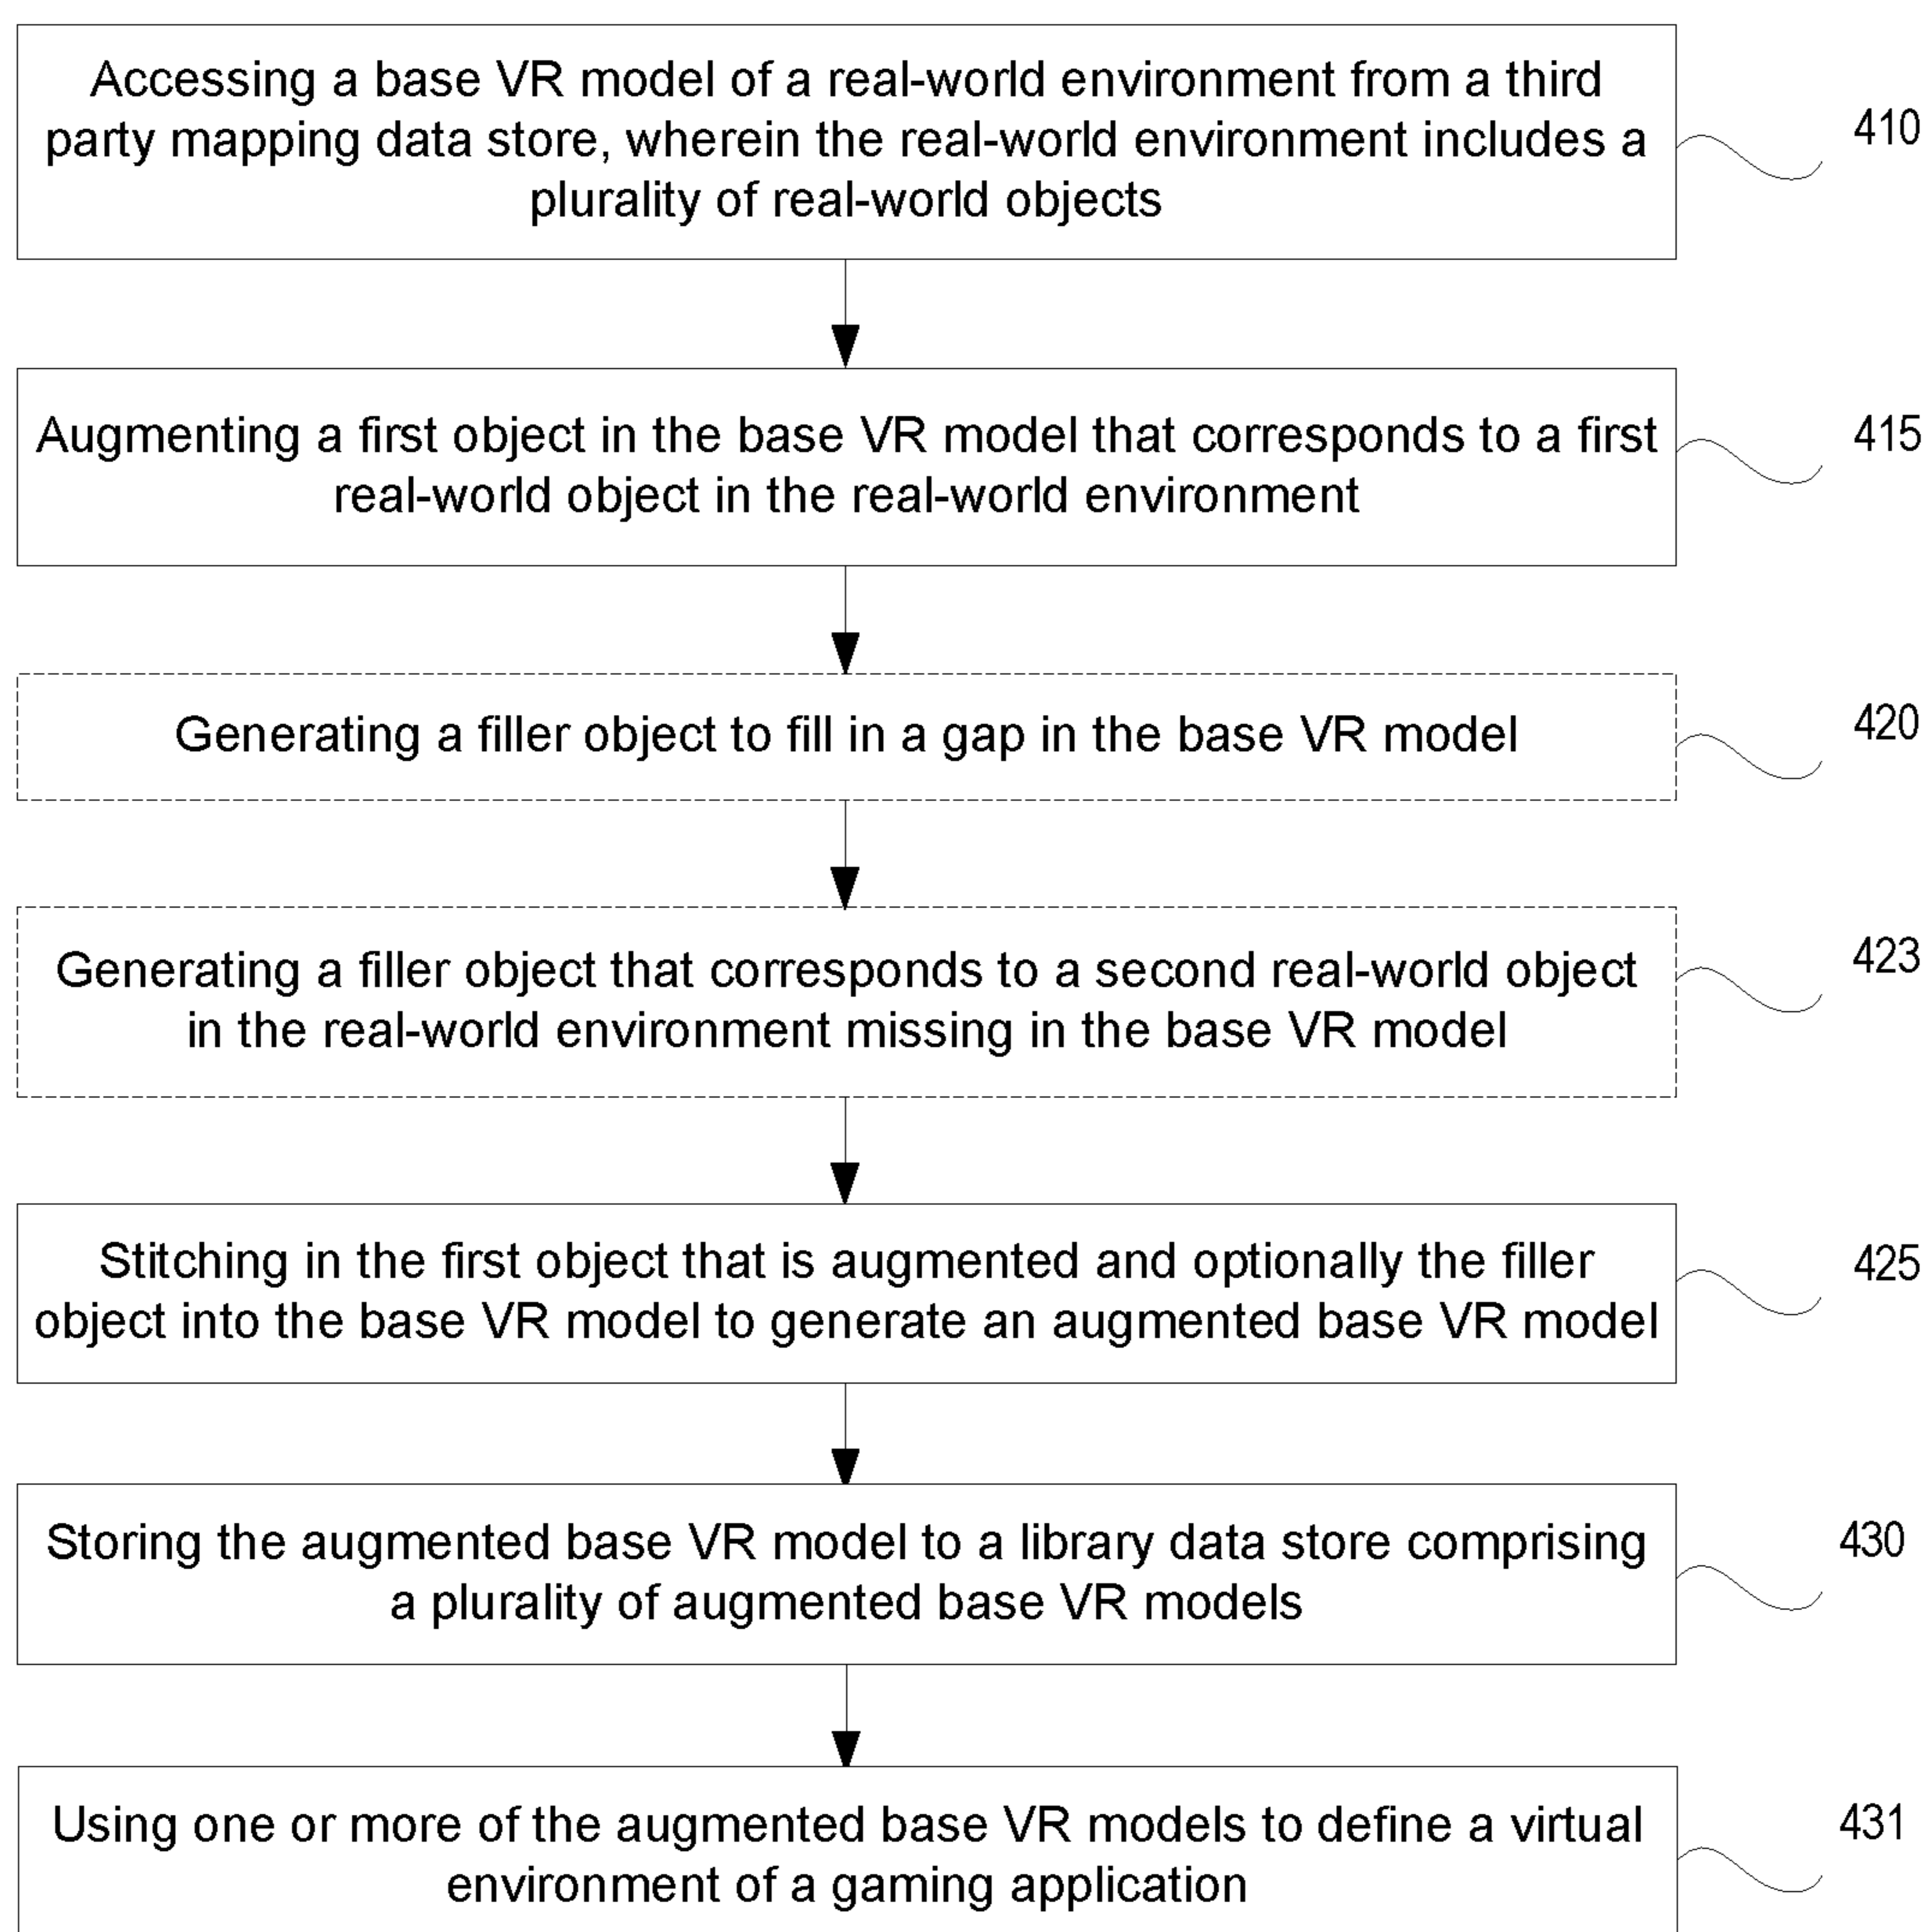 Accessing a base VR model of a real-world environment from a third
party mapping data store, wherein the real-world environment includes a
plurality of real-world objects
410
Augmenting a first object in the base VR model that corresponds to a first
real-world object in the real-world environment
415
Generating a filler object to fill in a gap in the base VR model
420
Generating a filler object that corresponds to a second real-world object
in the real-world environment missing in the base VR model
423
Stitching in the first object that is augmented and optionally the filler
object into the base VR model to generate an augmented base VR model
425
Storing the augmented base VR model to a library data store comprising
a plurality of augmented base VR models
430
Using one or more of the augmented base VR models to define a virtual
environment of a gaming application
431